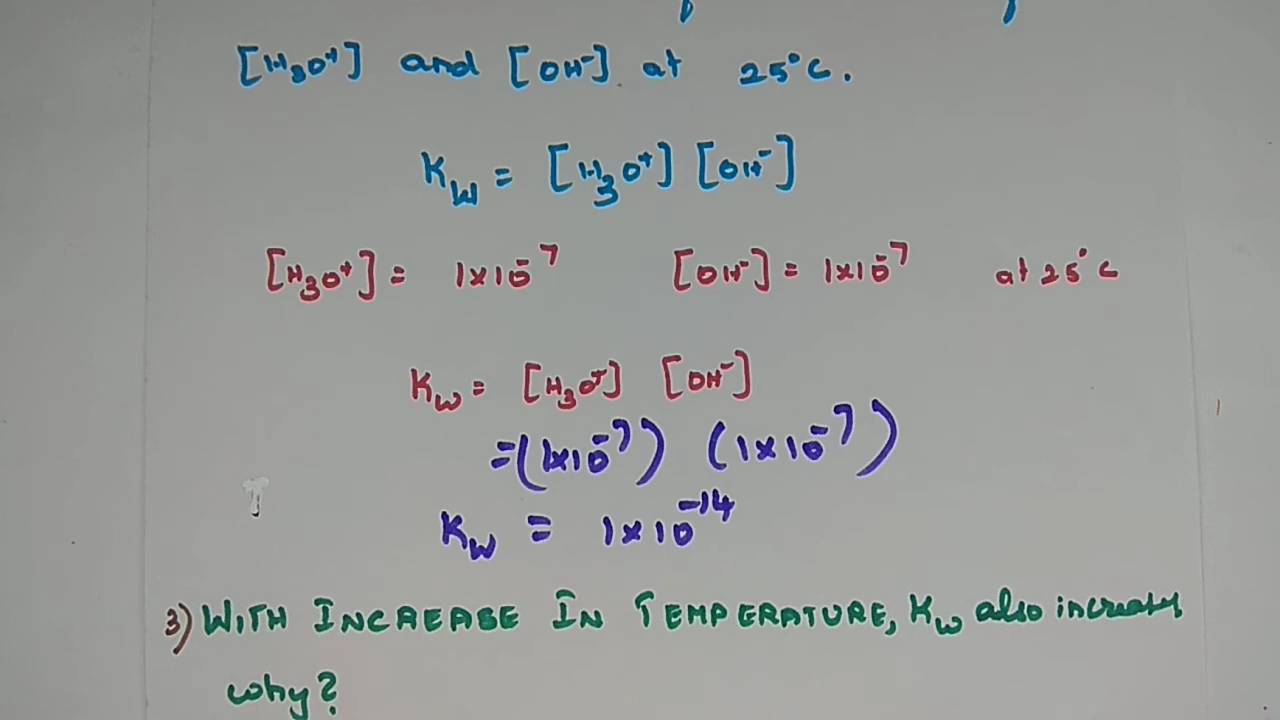 [H₃O⁺] and [OH⁻] at 25°C.
Kw = [H₃O⁺] [OH⁻]
[H₃O⁺] = 1×10⁻⁷ [OH⁻] = 1×10⁻⁷ at 25°C
Kw = [H₃O⁺] [OH⁻]
= (1×10⁻⁷) (1×10⁻⁷)
Kw = 1×10⁻¹⁴
3) WITH INCREASE IN TEMPERATURE, Kw also increases
why?